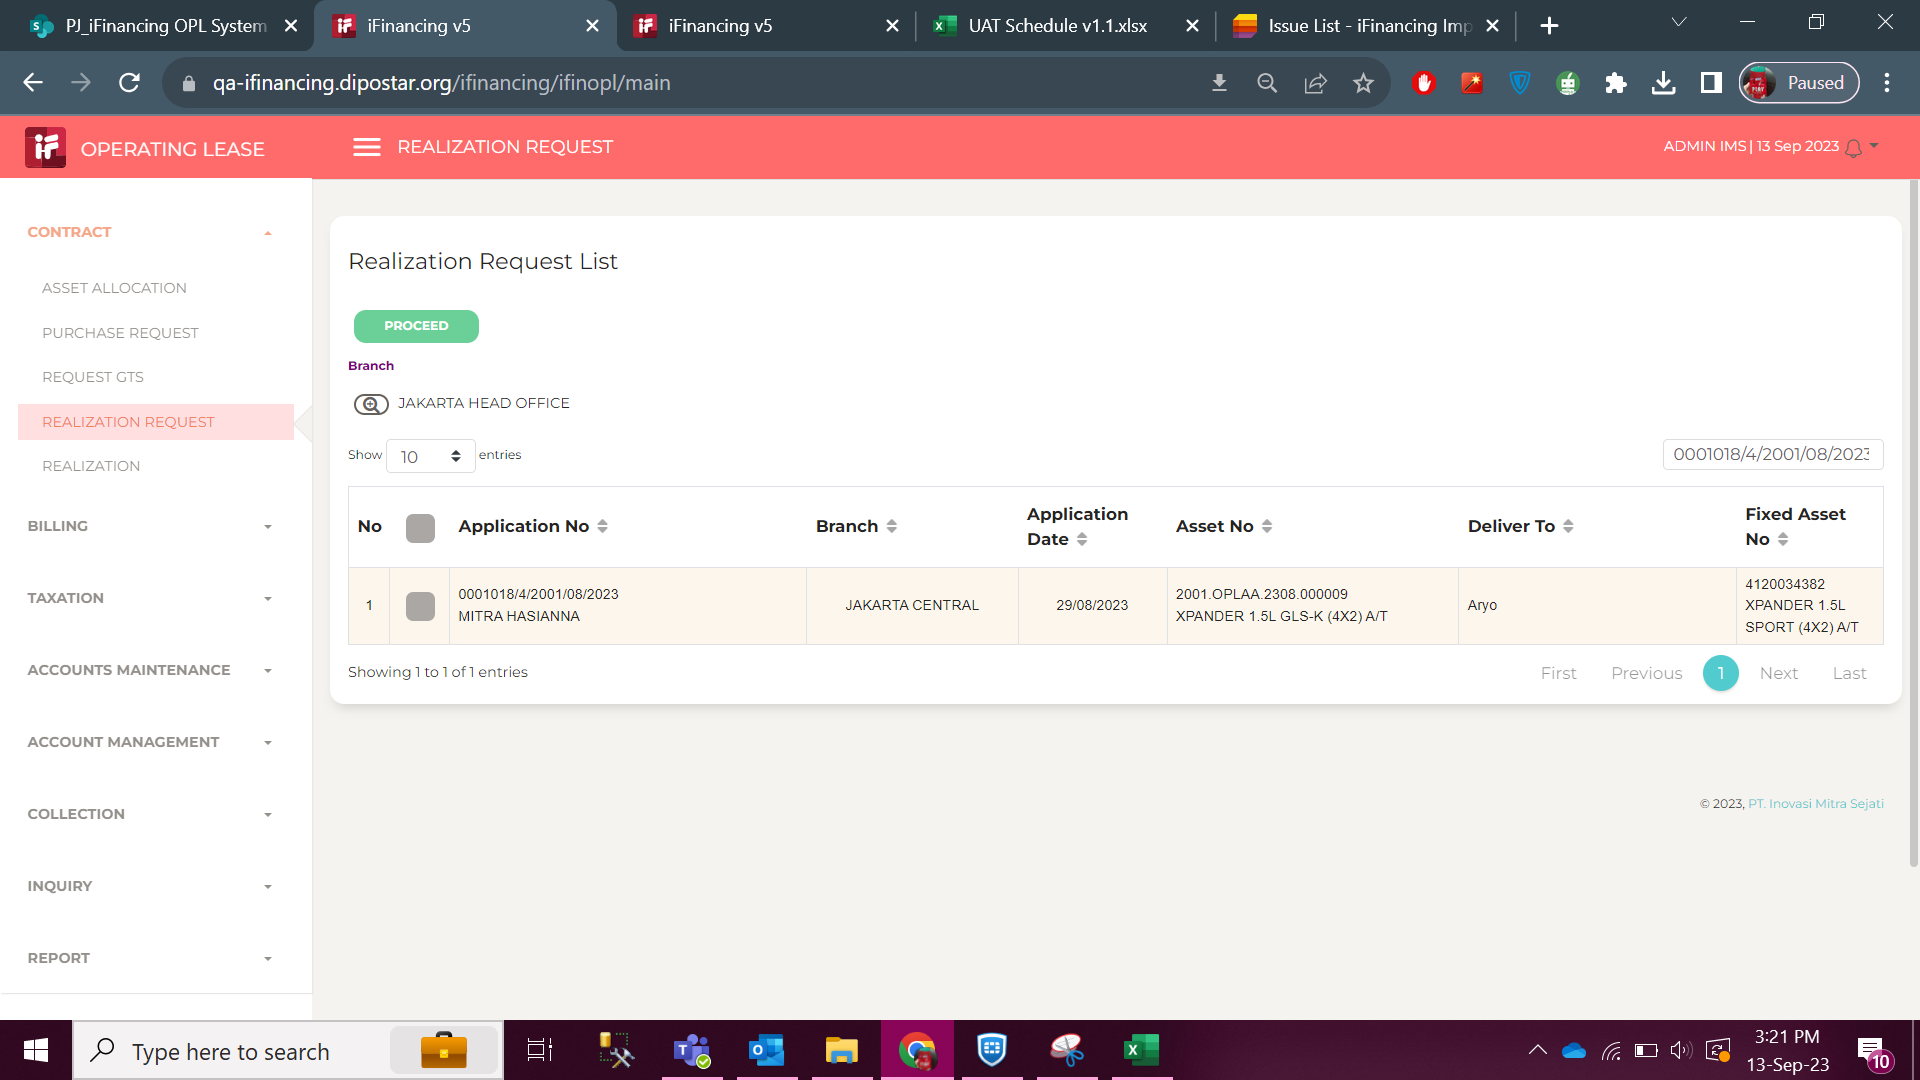 PJ_iFinancing OPL System
iFinancing v5
iFinancing v5
UAT Schedule v1.1.xlsx
Issue List - iFinancing Imp
qa-ifinancing.dipostar.org/ifinancing/ifinopl/main
Paused
iF OPERATING LEASE
REALIZATION REQUEST
ADMIN IMS | 13 Sep 2023
CONTRACT
ASSET ALLOCATION
PURCHASE REQUEST
REQUEST GTS
REALIZATION REQUEST
REALIZATION
BILLING
TAXATION
ACCOUNTS MAINTENANCE
ACCOUNT MANAGEMENT
COLLECTION
INQUIRY
REPORT
Realization Request List
PROCEED
Branch
JAKARTA HEAD OFFICE
Show 10 entries
0001018/4/2001/08/2023
No
Application No
Branch
Application
Date
Asset No
Deliver To
Fixed Asset
No
1
0001018/4/2001/08/2023
MITRA HASIANNA
JAKARTA CENTRAL
29/08/2023
2001.OPLAA.2308.000009
XPANDER 1.5L GLS-K (4X2) A/T
Aryo
4120034382
XPANDER 1.5L
SPORT (4X2) A/T
Showing 1 to 1 of 1 entries
First Previous 1 Next Last
© 2023, PT. Inovasi Mitra Sejati
Type here to search
3:21 PM
13-Sep-23
10